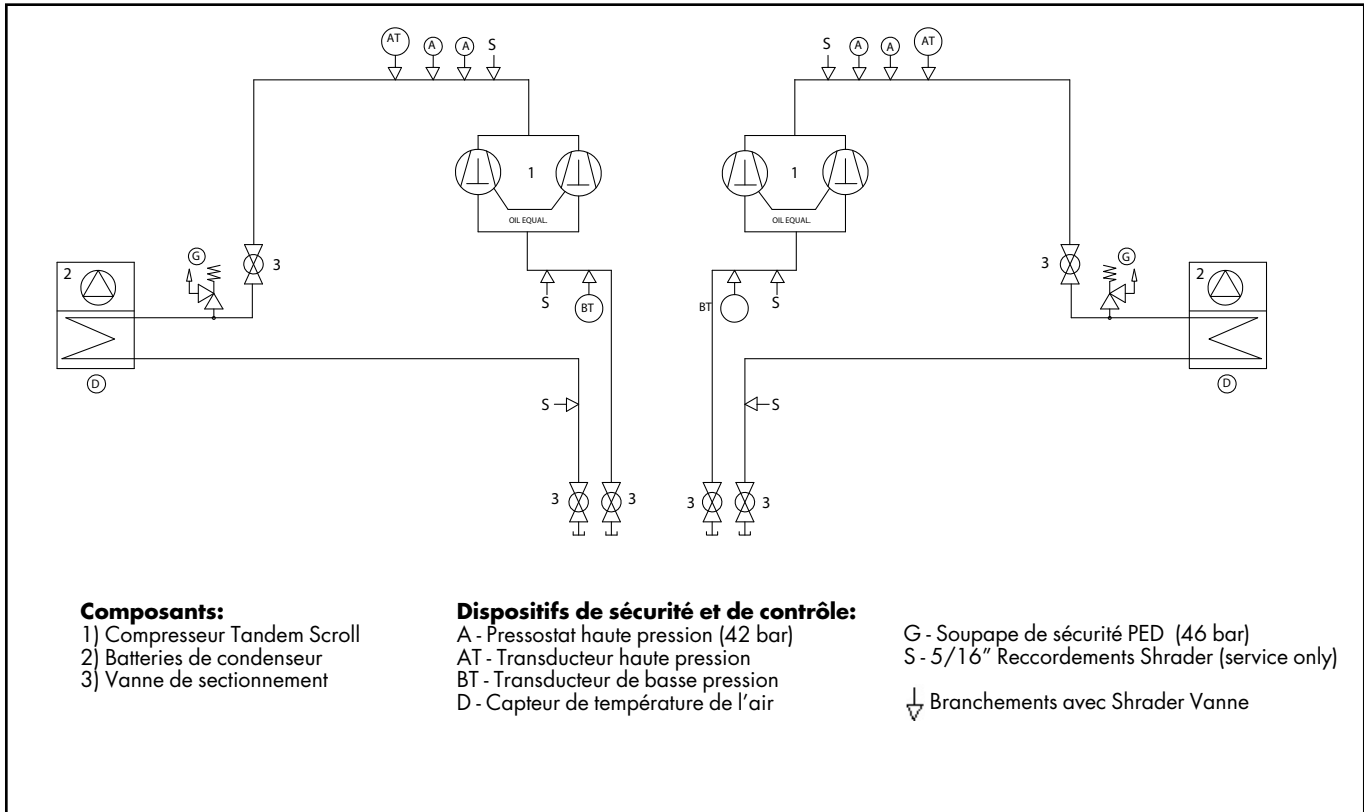 AT A A S
S A A AT
1
1
OIL EQUAL.
OIL EQUAL.
G
3
2
S
BT
D
S
3 3
3
G
2
BT
S
D
S
3 3
Composants:
1) Compresseur Tandem Scroll
2) Batteries de condenseur
3) Vanne de sectionnement
Dispositifs de sécurité et de contrôle:
A - Pressostat haute pression (42 bar)
AT - Transducteur haute pression
BT - Transducteur de basse pression
D - Capteur de température de l'air
G - Soupape de sécurité PED (46 bar)
S - 5/16" Reccordements Shrader (service only)
Branchements avec Shrader Vanne